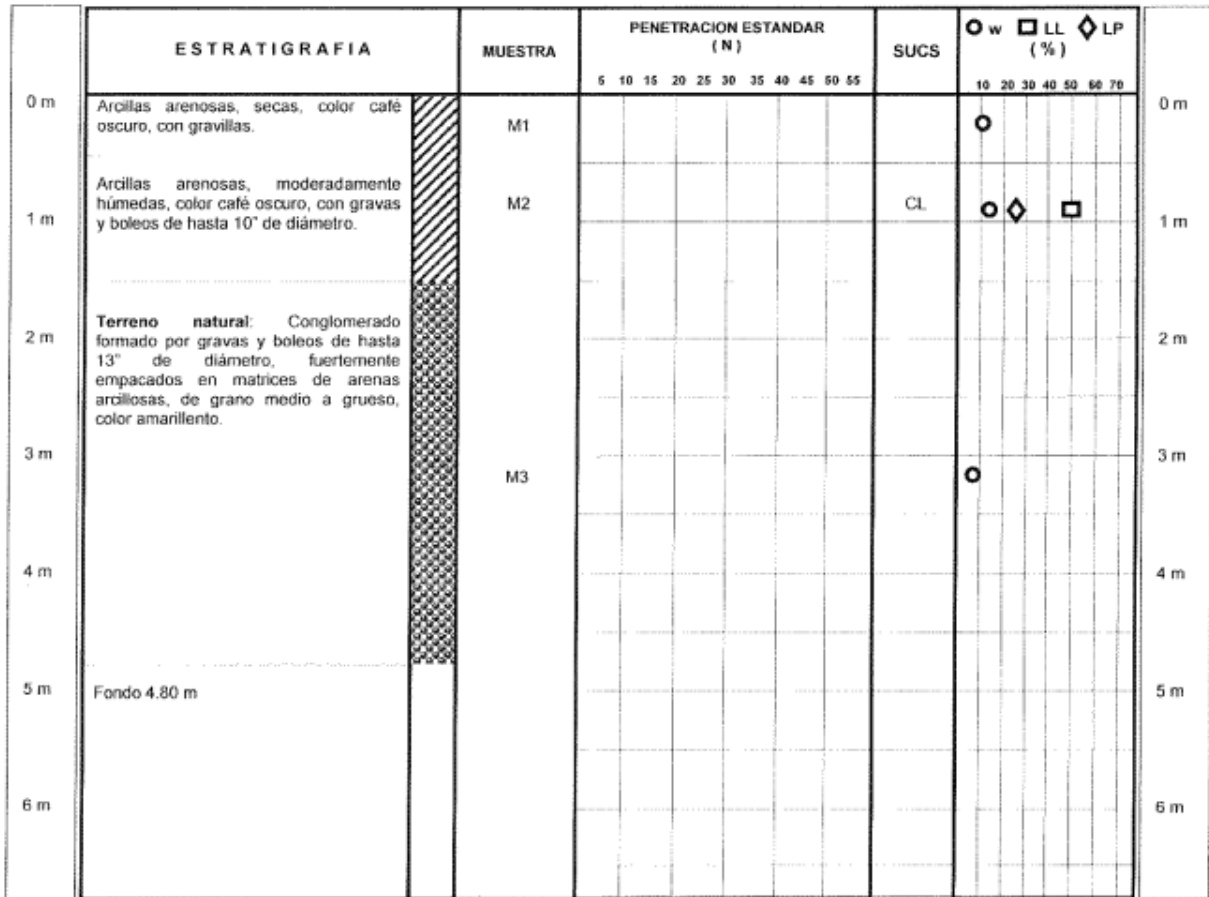 ESTRATIGRAFIA
MUESTRA
PENETRACION ESTANDAR
( N )
5 10 15 20 25 30 35 40 45 50 55
SUCS
w LL LP
( % )
10 20 30 40 50 60 70
0 m
Arcillas arenosas, secas, color café
oscuro, con gravillas.
M1
0 m
Arcillas arenosas, moderadamente
húmedas, color café oscuro, con gravas
y boleos de hasta 10" de diámetro.
M2
CL
1 m
1 m
Terreno natural: Conglomerado
formado por gravas y boleos de hasta
13" de diámetro, fuertemente
empacados en matrices de arenas
arcillosas, de grano medio a grueso,
color amarillento.
2 m
2 m
3 m
M3
3 m
4 m
4 m
5 m
Fondo 4.80 m
5 m
6 m
6 m